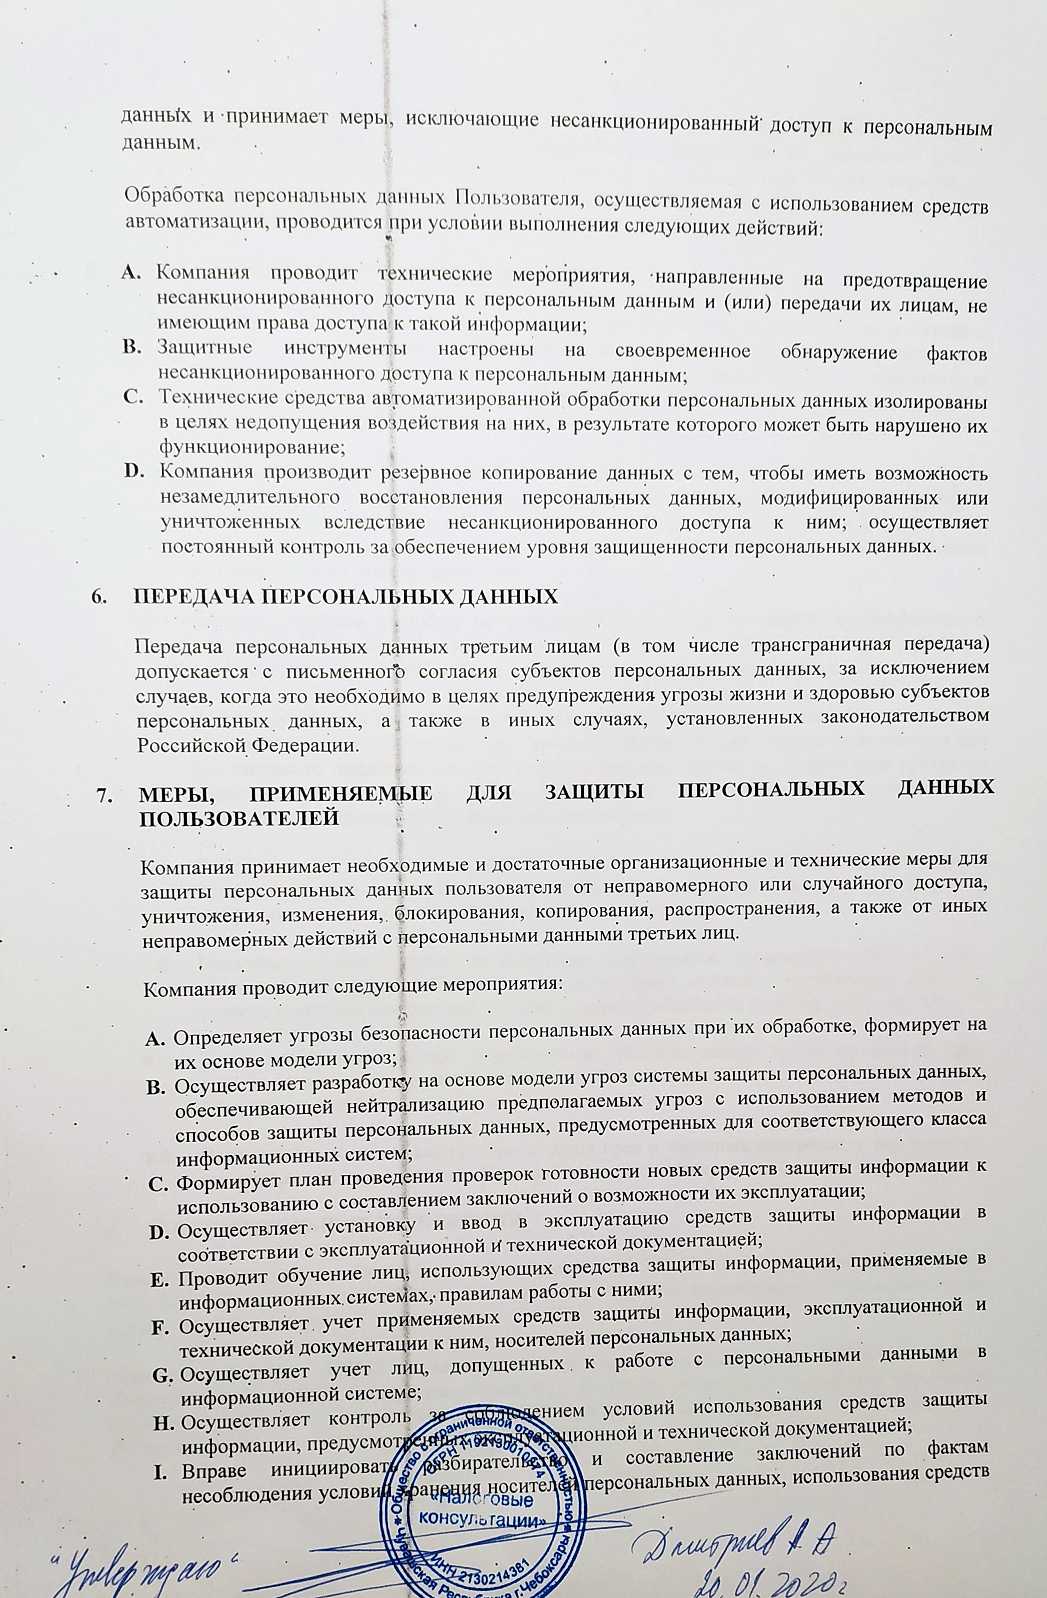 данных и принимает меры, исключающие несанкционированный доступ к персональным
данным.
Обработка персональных данных Пользователя, осуществляемая с использованием средств
автоматизации, проводится при условии выполнения следующих действий:
A. Компания проводит технические мероприятия, направленные на предотвращение
несанкционированного доступа к персональным данным и (или) передачи их лицам, не
имеющим права доступа к такой информации;
B. Защитные инструменты настроены на своевременное обнаружение фактов
несанкционированного доступа к персональным данным;
C. Технические средства автоматизированной обработки персональных данных изолированы
в целях недопущения воздействия на них, в результате которого может быть нарушено их
функционирование;
D. Компания производит резервное копирование данных с тем, чтобы иметь возможность
незамедлительного восстановления персональных данных, модифицированных или
уничтоженных вследствие несанкционированного доступа к ним; осуществляет
постоянный контроль за обеспечением уровня защищенности персональных данных.
6. ПЕРЕДАЧА ПЕРСОНАЛЬНЫХ ДАННЫХ
Передача персональных данных третьим лицам (в том числе трансграничная передача)
допускается с письменного согласия субъектов персональных данных, за исключением
случаев, когда это необходимо в целях предупреждения угрозы жизни и здоровью субъектов
персональных данных, а также в иных случаях, установленных законодательством
Российской Федерации.
7. МЕРЫ, ПРИМЕНЯЕМЫЕ ДЛЯ ЗАЩИТЫ ПЕРСОНАЛЬНЫХ ДАННЫХ
ПОЛЬЗОВАТЕЛЕЙ
Компания принимает необходимые и достаточные организационные и технические меры для
защиты персональных данных пользователя от неправомерного или случайного доступа,
уничтожения, изменения, блокирования, копирования, распространения, а также от иных
неправомерных действий с персональными данными третьих лиц.
Компания проводит следующие мероприятия:
A. Определяет угрозы безопасности персональных данных при их обработке, формирует на
их основе модели угроз;
B. Осуществляет разработку на основе модели угроз системы защиты персональных данных,
обеспечивающей нейтрализацию предполагаемых угроз с использованием методов и
способов защиты персональных данных, предусмотренных для соответствующего класса
информационных систем;
C. Формирует план проведения проверок готовности новых средств защиты информации к
использованию с составлением заключений о возможности их эксплуатации;
D. Осуществляет установку и ввод в эксплуатацию средств защиты информации в
соответствии с эксплуатационной и технической документацией;
E. Проводит обучение лиц, использующих средства защиты информации, применяемые в
информационных системах, правилам работы с ними;
F. Осуществляет учет применяемых средств защиты информации, эксплуатационной и
технической документации к ним, носителей персональных данных;
G. Осуществляет учет лиц, допущенных к работе с персональными данными в
информационной системе;
H. Осуществляет контроль за соблюдением условий использования средств защиты
информации, предусмотренных эксплуатационной и технической документацией;
I. Вправе инициировать разбирательство и составление заключений по фактам
несоблюдения условий хранения носителей персональных данных, использования средств
Общество с ограниченной ответственностью
ОГРН 1192130010874
«Налоговые
консультации»
ИНН 2130214381
Чувашская Республика г.Чебоксары
"Утверждаю"
Дмитриев А А
20.01.2020г